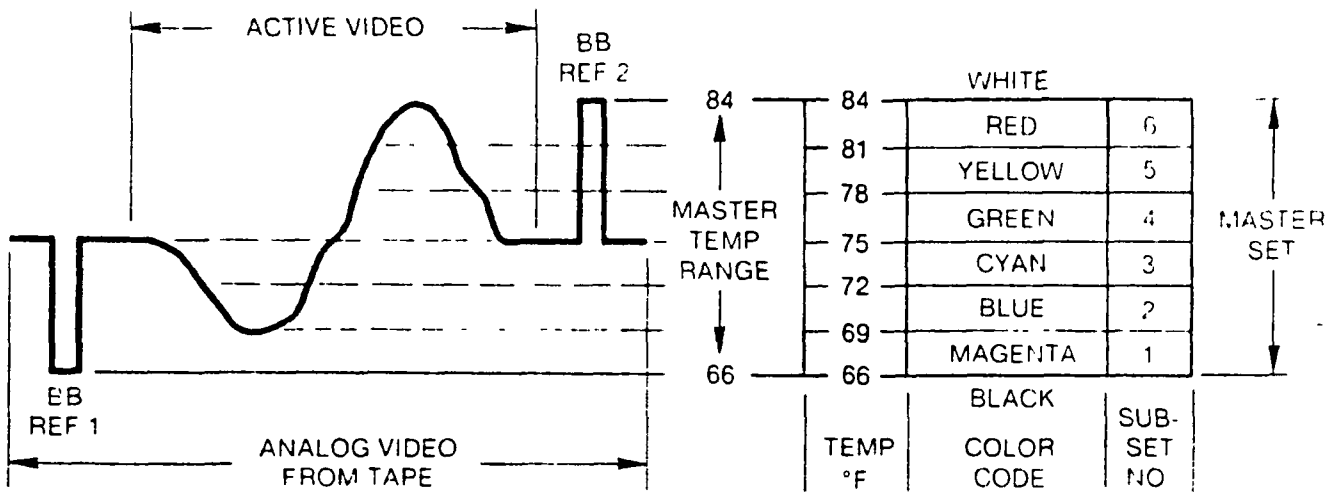 ACTIVE VIDEO
BB
REF 2
BB
REF 1
ANALOG VIDEO
FROM TAPE
84
MASTER
TEMP
RANGE
66
84
81
78
75
72
69
66
TEMP
°F
WHITE
RED 6
YELLOW 5
GREEN 4
CYAN 3
BLUE 2
MAGENTA 1
BLACK
COLOR
CODE
SUB-
SET
NO
MASTER
SET